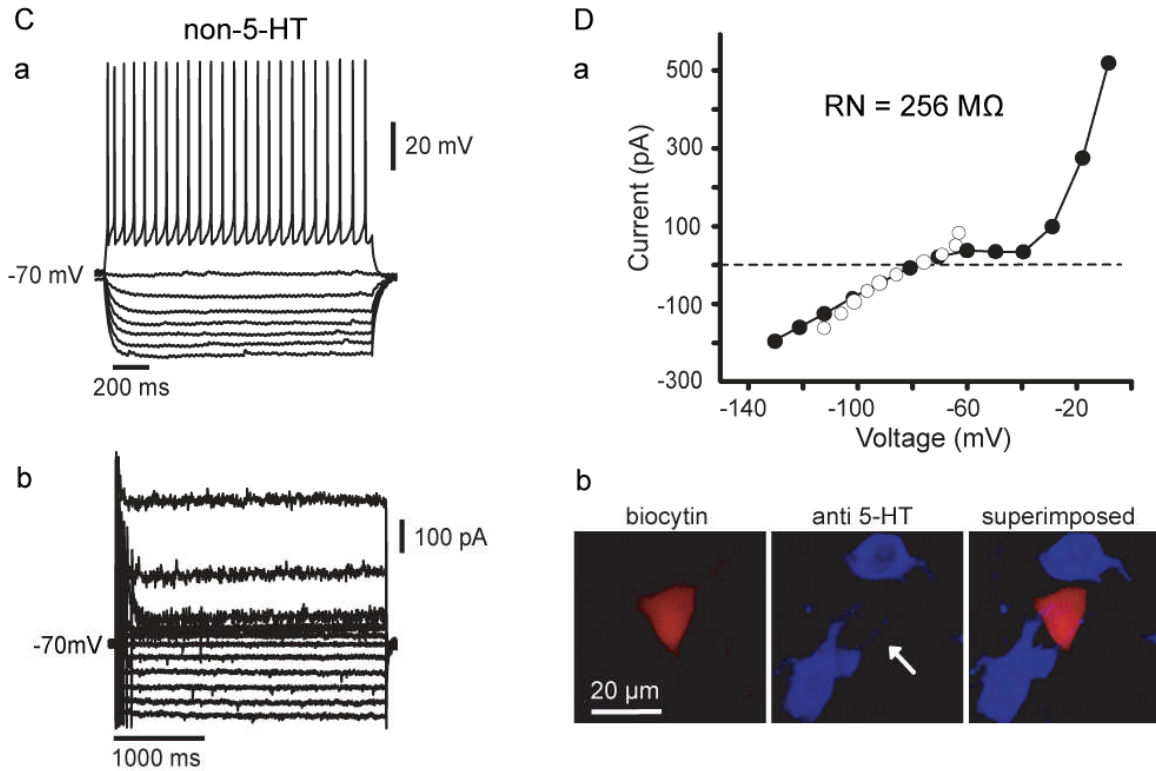 C
non-5-HT
a
20 mV
-70 mV
200 ms
b
100 pA
-70mV
1000 ms
D
a
RN = 256 MΩ
Current (pA)
500
300
100
-100
-300
-140
-100
-60
-20
Voltage (mV)
b
biocytin
anti 5-HT
superimposed
20 µm